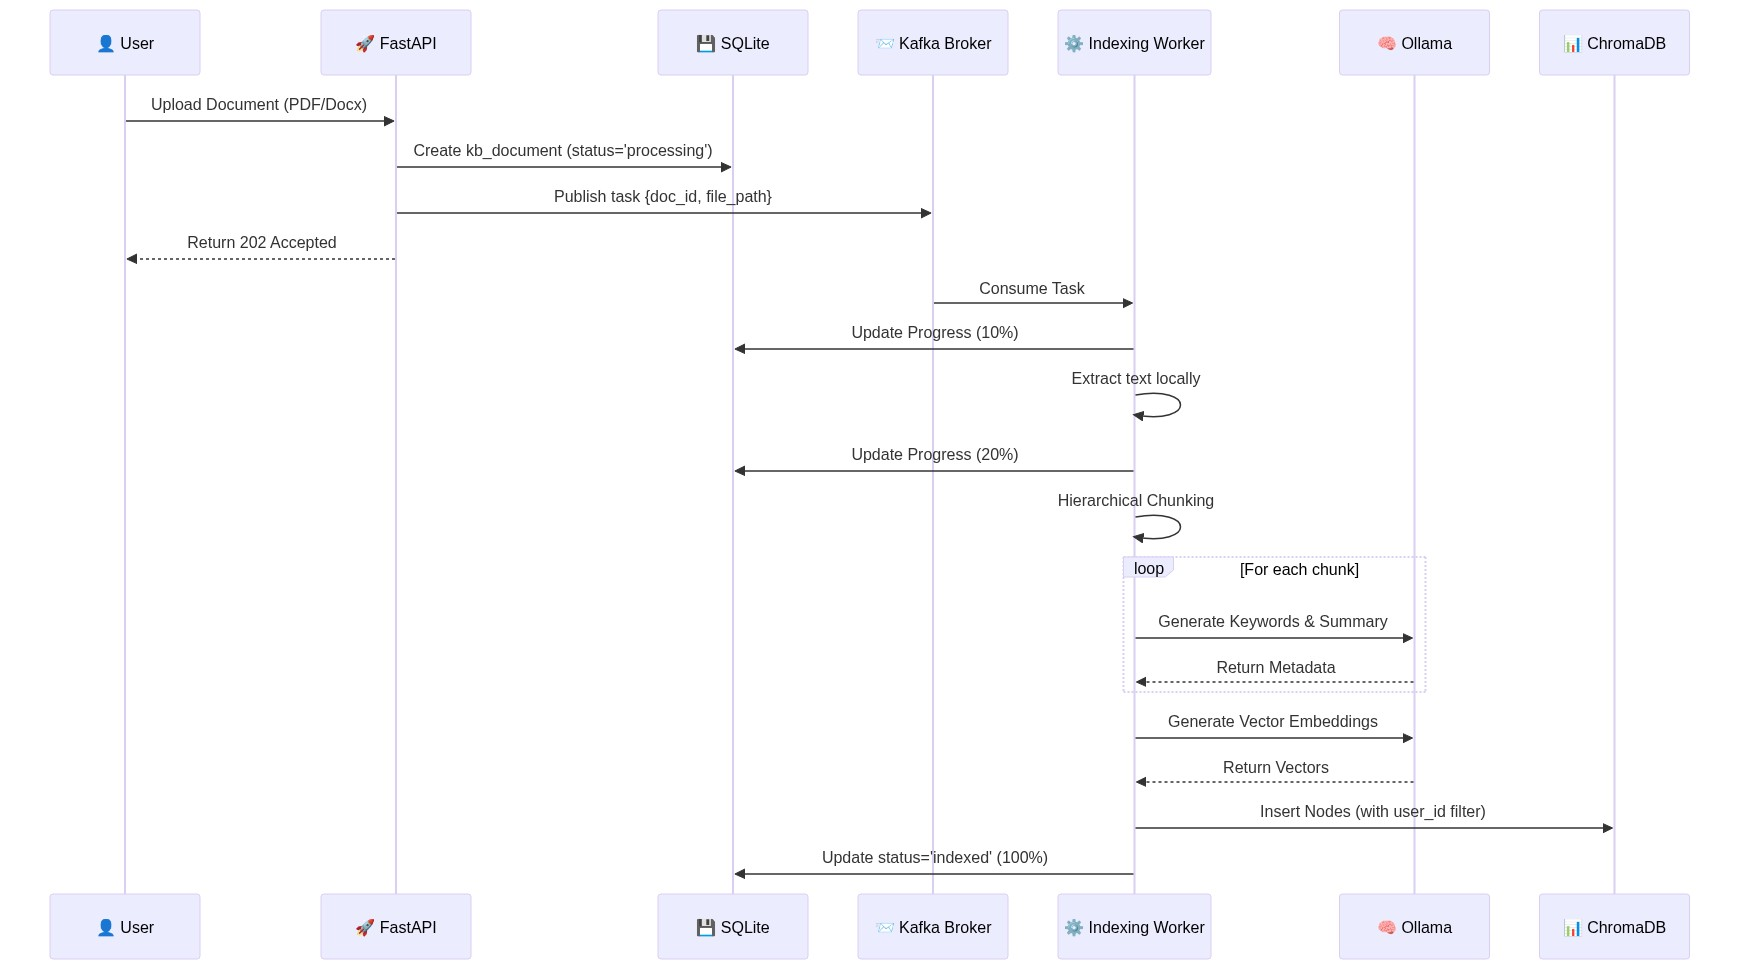 👤 User
🚀 FastAPI
💾 SQLite
📨 Kafka Broker
⚙️ Indexing Worker
🧠 Ollama
📊 ChromaDB
Upload Document (PDF/Docx)
Create kb_document (status='processing')
Publish task {doc_id, file_path}
Return 202 Accepted
Consume Task
Update Progress (10%)
Extract text locally
Update Progress (20%)
Hierarchical Chunking
loop
[For each chunk]
Generate Keywords & Summary
Return Metadata
Generate Vector Embeddings
Return Vectors
Insert Nodes (with user_id filter)
Update status='indexed' (100%)
👤 User
🚀 FastAPI
💾 SQLite
📨 Kafka Broker
⚙️ Indexing Worker
🧠 Ollama
📊 ChromaDB